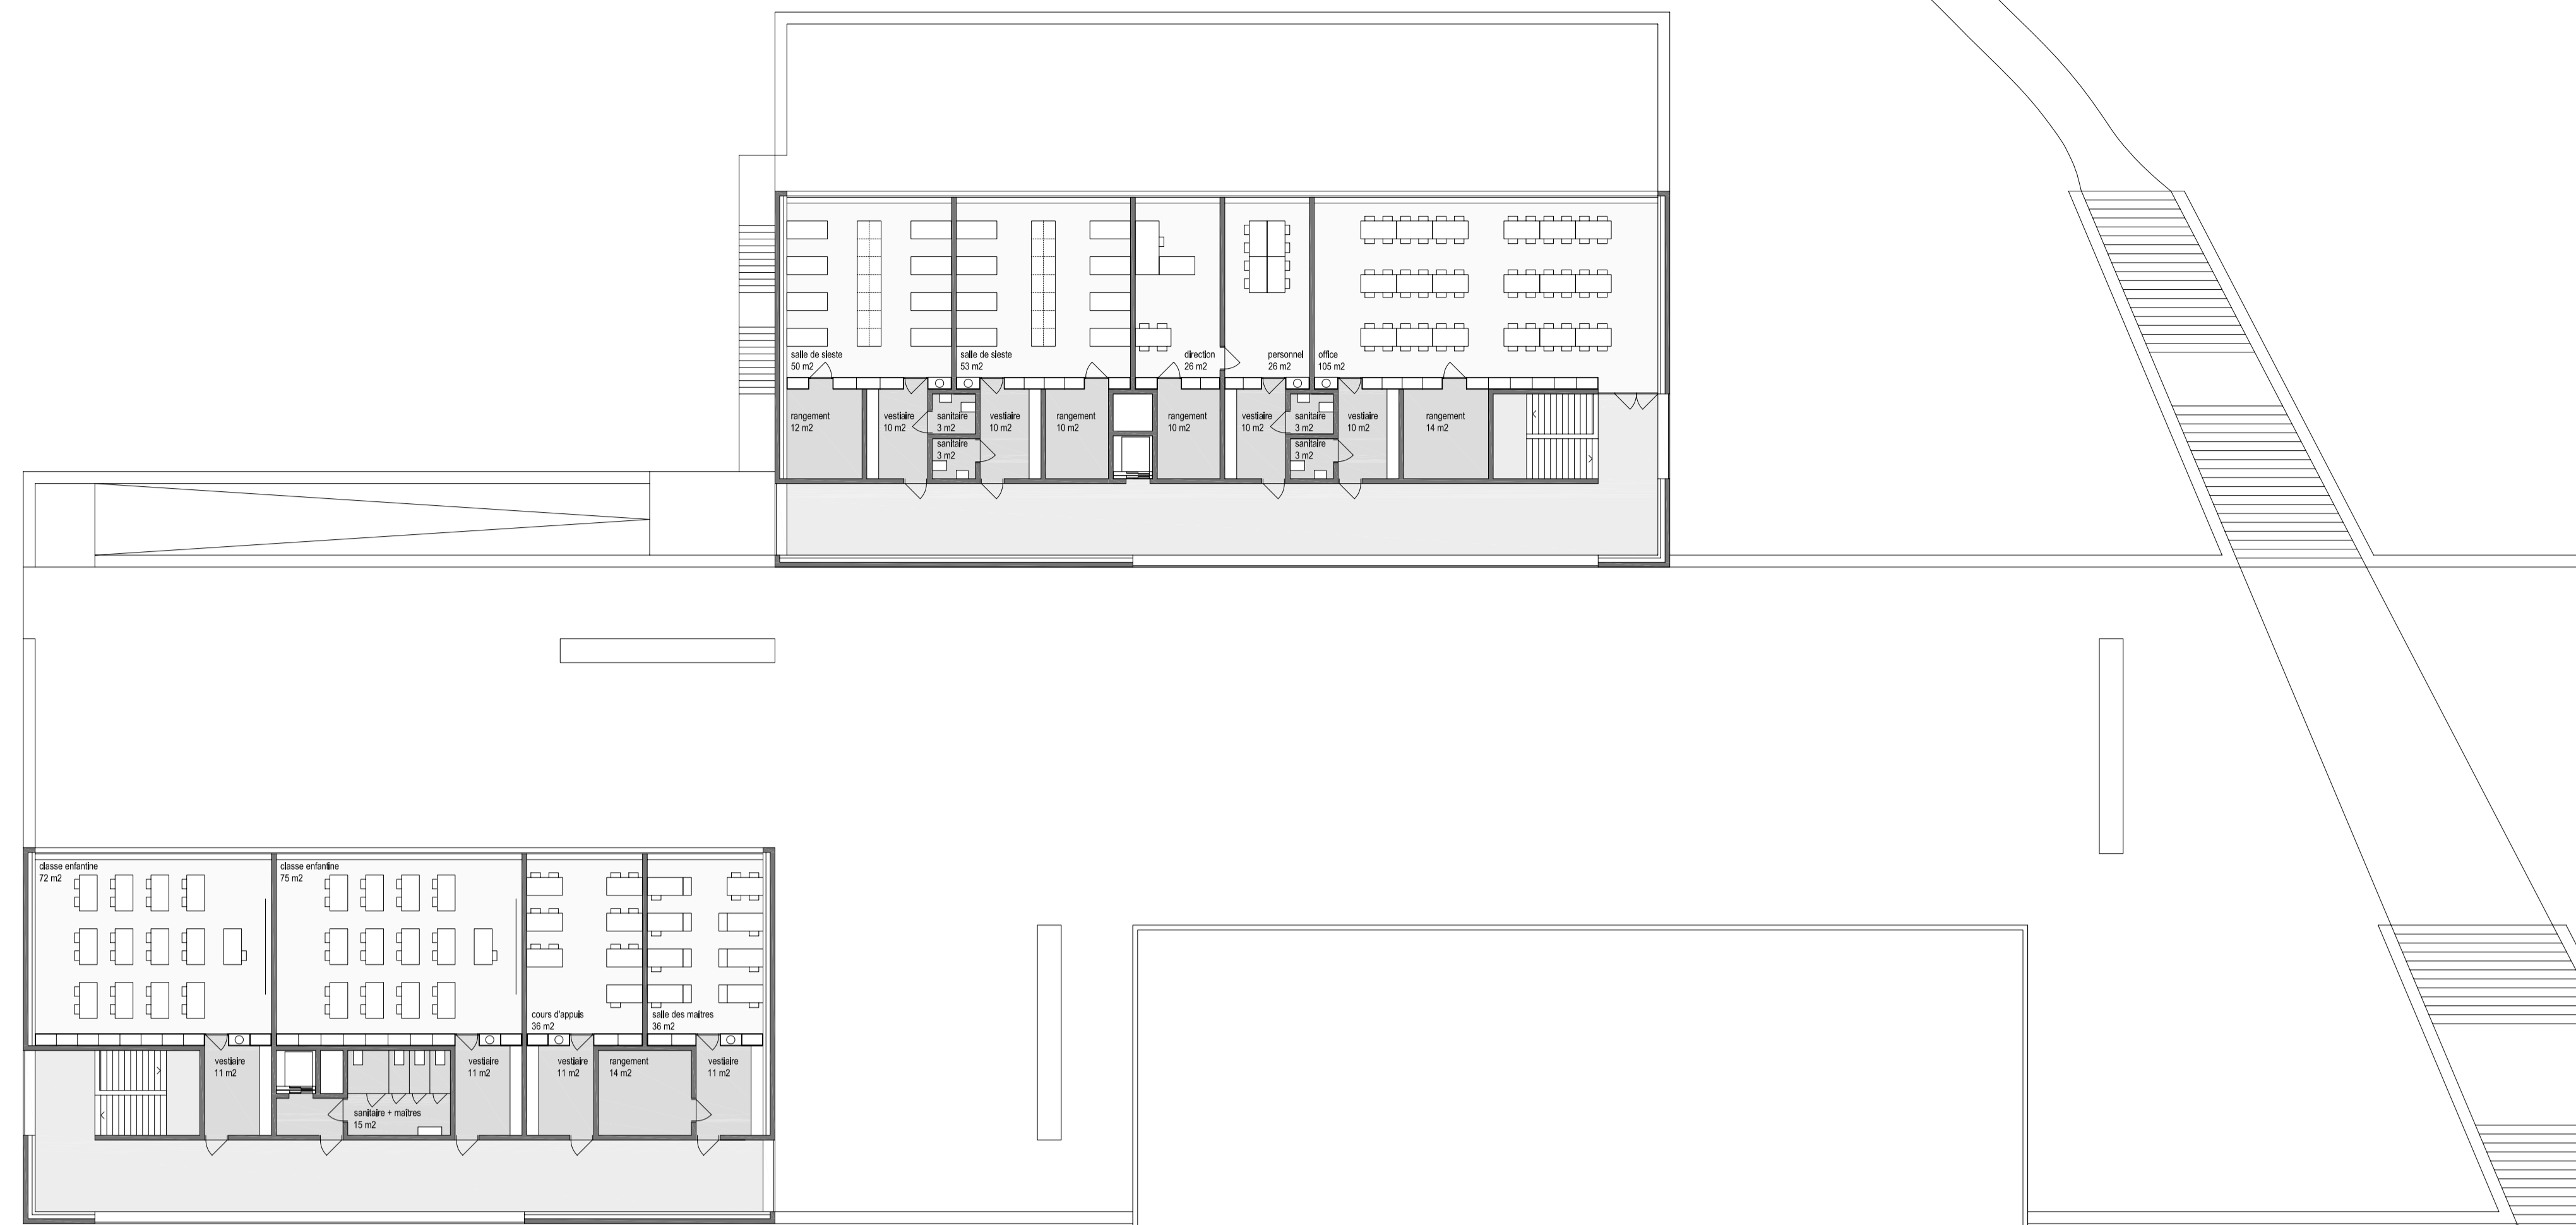 salle de sieste
50 m2
salle de sieste
53 m2
direction
26 m2
personnel
26 m2
office
105 m2
rangement
12 m2
vestiaire
10 m2
sanitaire
3 m2
sanitaire
3 m2
vestiaire
10 m2
rangement
10 m2
rangement
10 m2
vestiaire
10 m2
sanitaire
3 m2
sanitaire
3 m2
vestiaire
10 m2
rangement
14 m2
classe enfantine
72 m2
classe enfantine
75 m2
cours d'appuis
36 m2
salle des maîtres
36 m2
vestiaire
11 m2
sanitaire + maîtres
15 m2
vestiaire
11 m2
vestiaire
11 m2
rangement
14 m2
vestiaire
11 m2